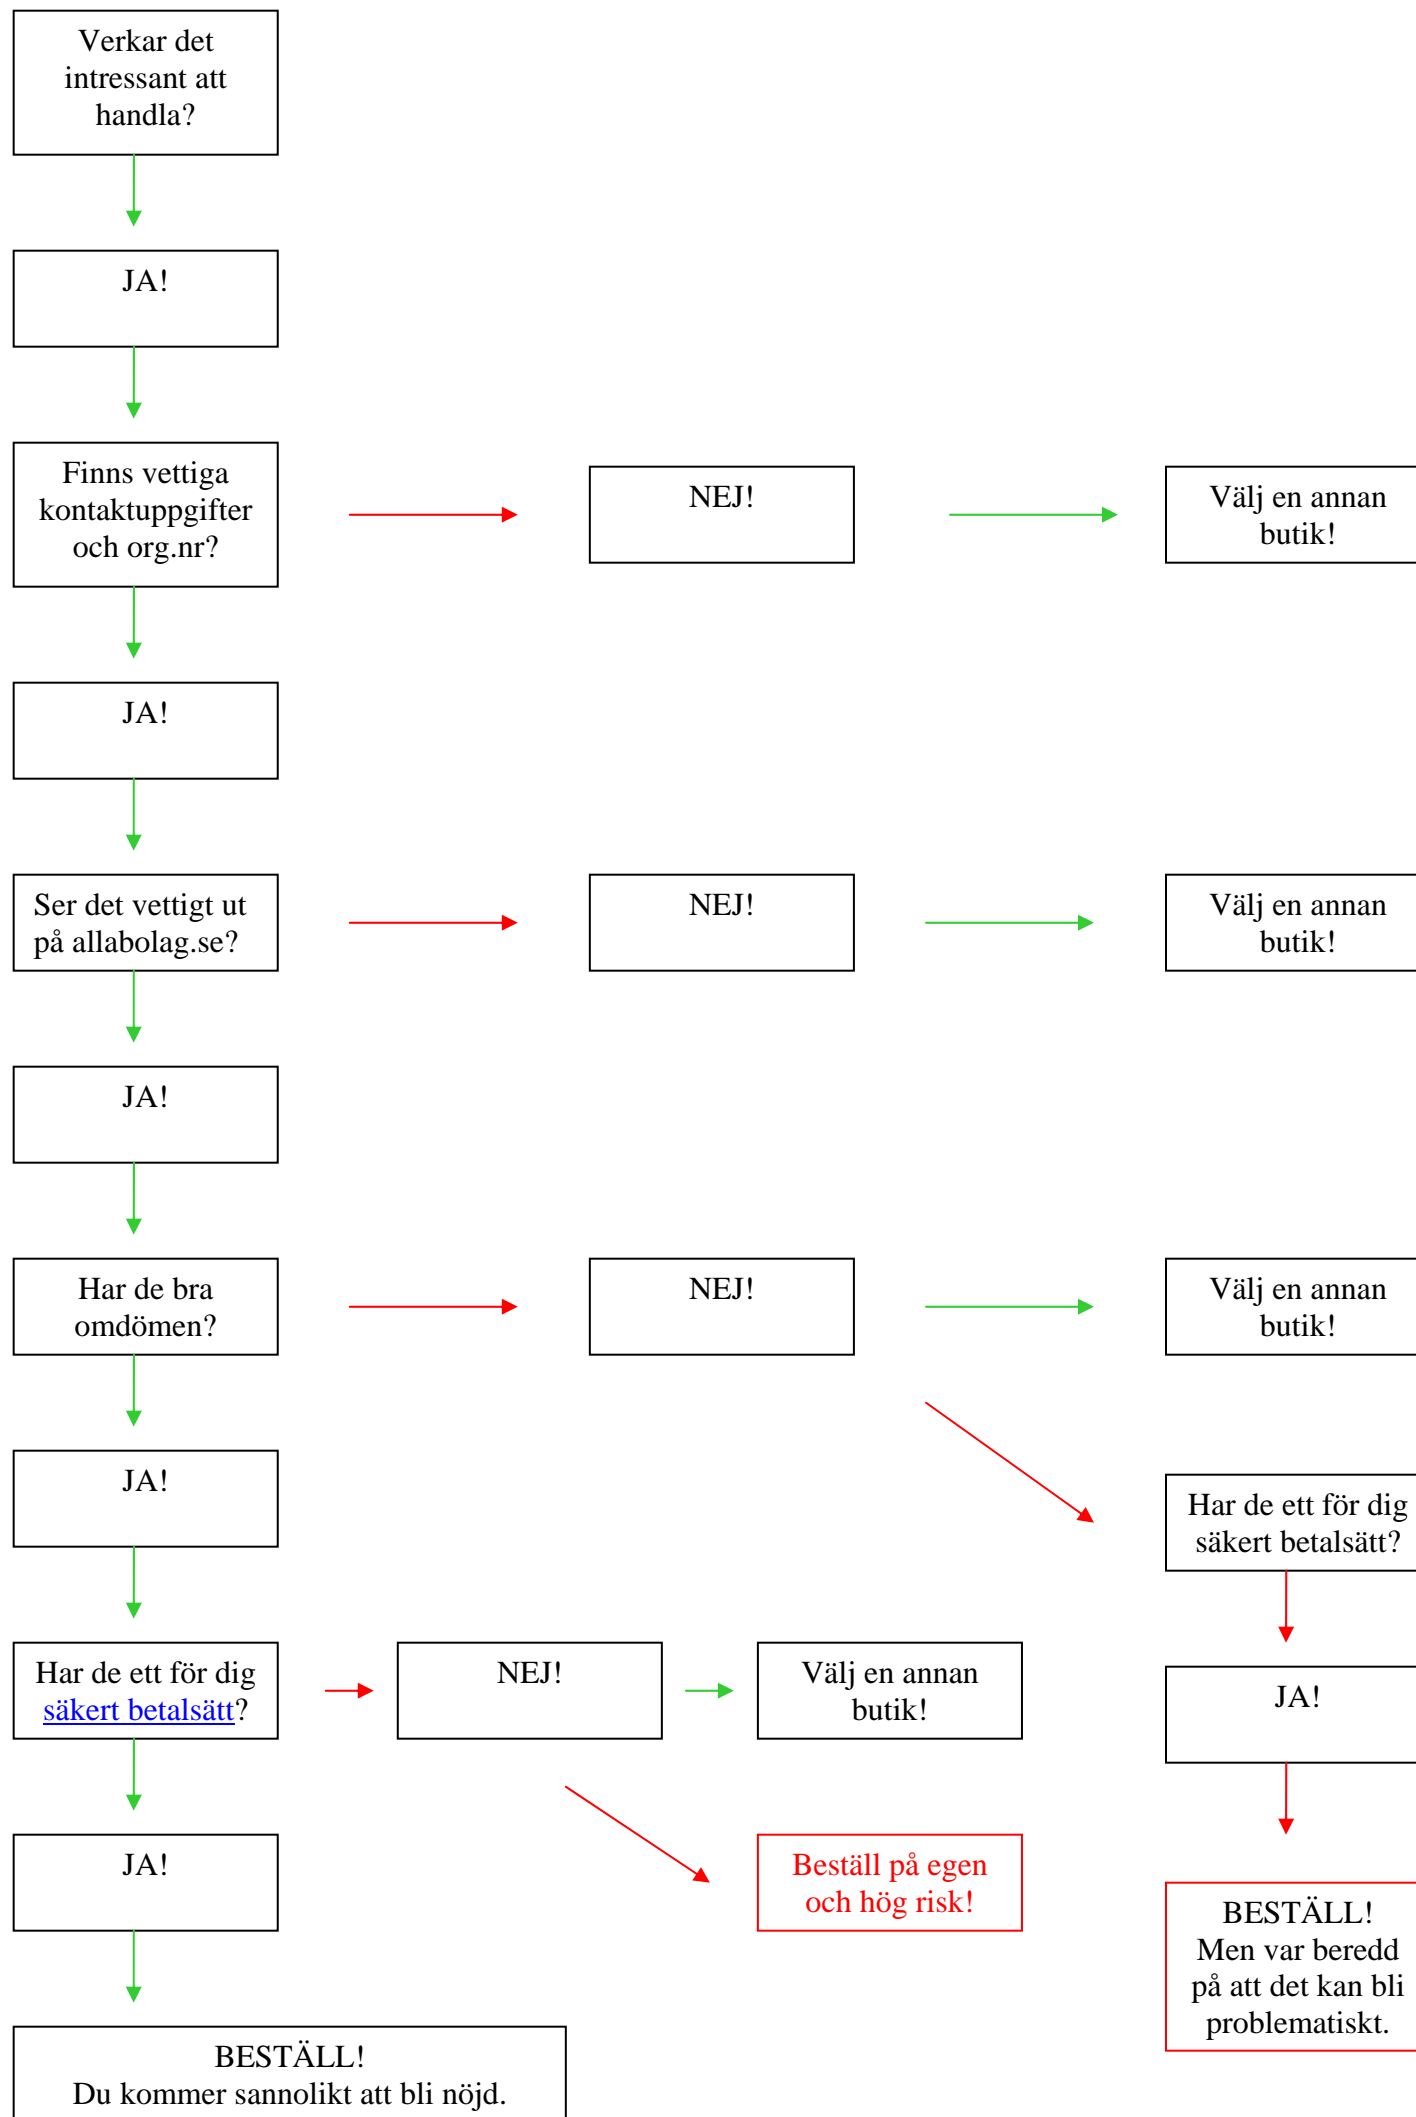 Verkar det
intressant att
handla?
JA!
Finns vettiga
kontaktuppgifter
och org.nr?
NEJ!
Välj en annan
butik!
JA!
Ser det vettigt ut
på allabolag.se?
NEJ!
Välj en annan
butik!
JA!
Har de bra
omdömen?
NEJ!
Välj en annan
butik!
JA!
Har de ett för dig
säkert betalsätt?
Har de ett för dig
säkert betalsätt?
NEJ!
Välj en annan
butik!
JA!
JA!
Beställ på egen
och hög risk!
BESTÄLL!
Men var beredd
på att det kan bli
problematiskt.
BESTÄLL!
Du kommer sannolikt att bli nöjd.